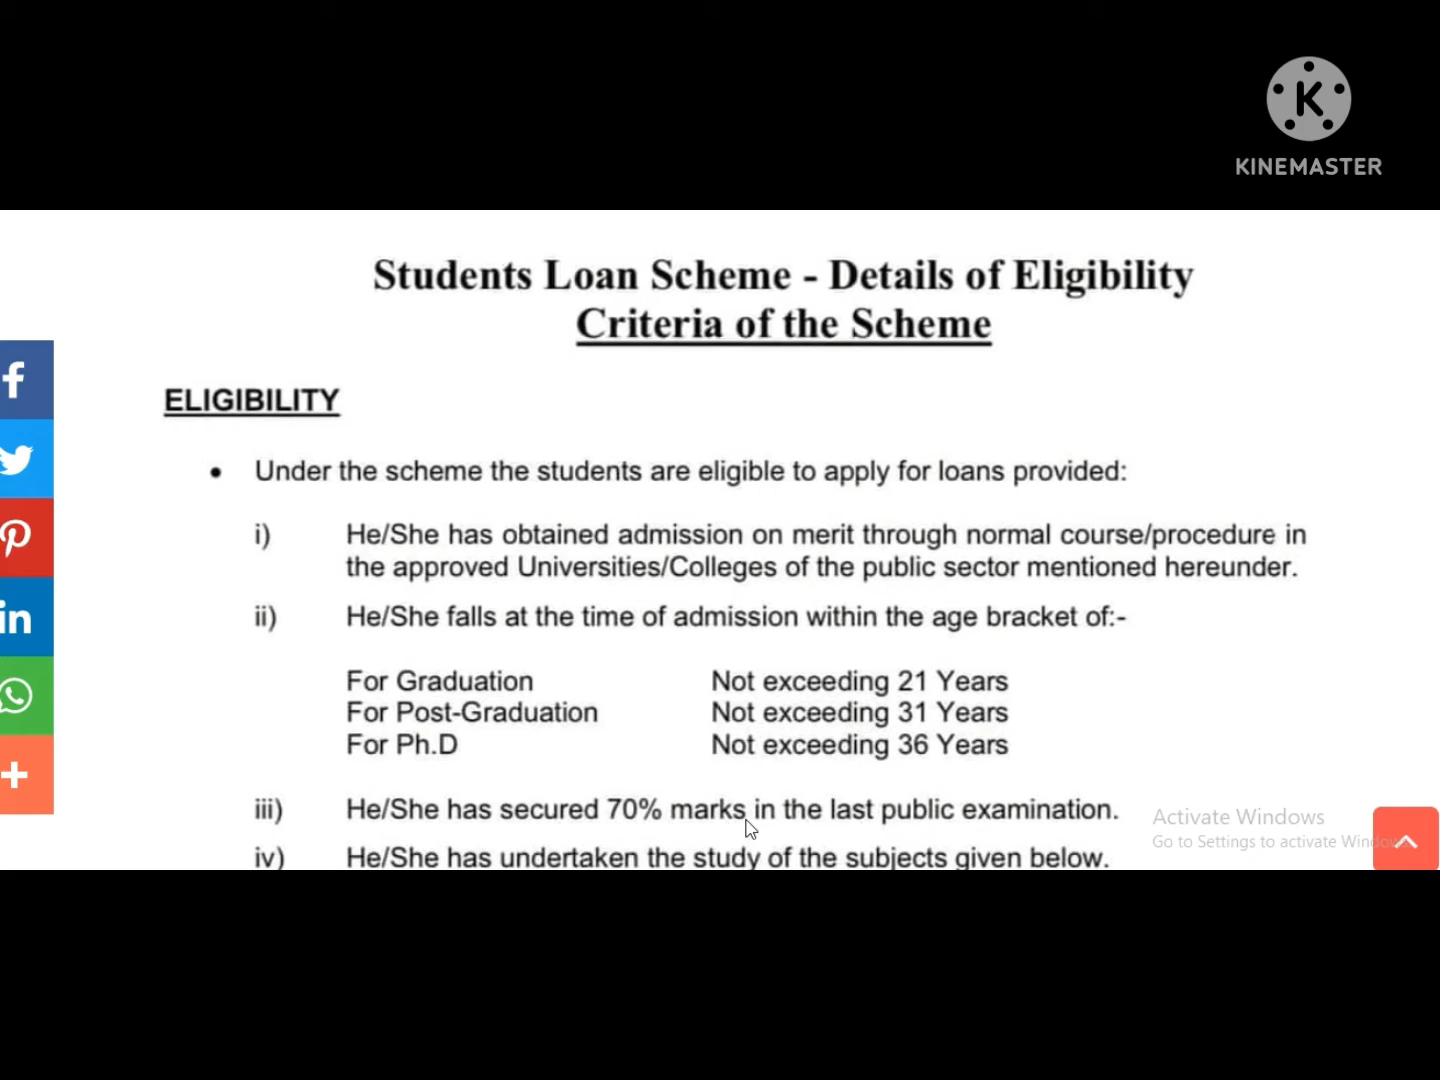 KINEMASTER
Students Loan Scheme - Details of Eligibility
Criteria of the Scheme
ELIGIBILITY
• Under the scheme the students are eligible to apply for loans provided:
i) He/She has obtained admission on merit through normal course/procedure in
the approved Universities/Colleges of the public sector mentioned hereunder.
ii) He/She falls at the time of admission within the age bracket of:-
For Graduation Not exceeding 21 Years
For Post-Graduation Not exceeding 31 Years
For Ph.D Not exceeding 36 Years
iii) He/She has secured 70% marks in the last public examination.
iv) He/She has undertaken the study of the subjects given below.
Activate Windows
Go to Settings to activate Windows.